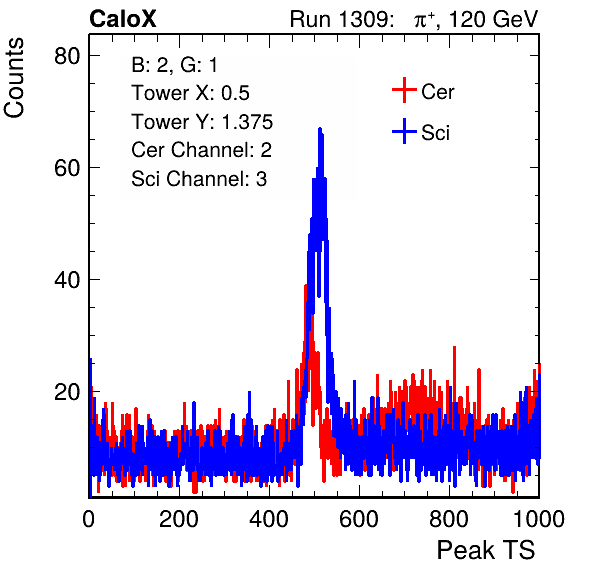 CaloX Run 1309: π⁺, 120 GeV
Counts
80
60
40
20
B: 2, G: 1
Tower X: 0.5
Tower Y: 1.375
Cer Channel: 2
Sci Channel: 3
Cer
Sci
0 200 400 600 800 1000
Peak TS